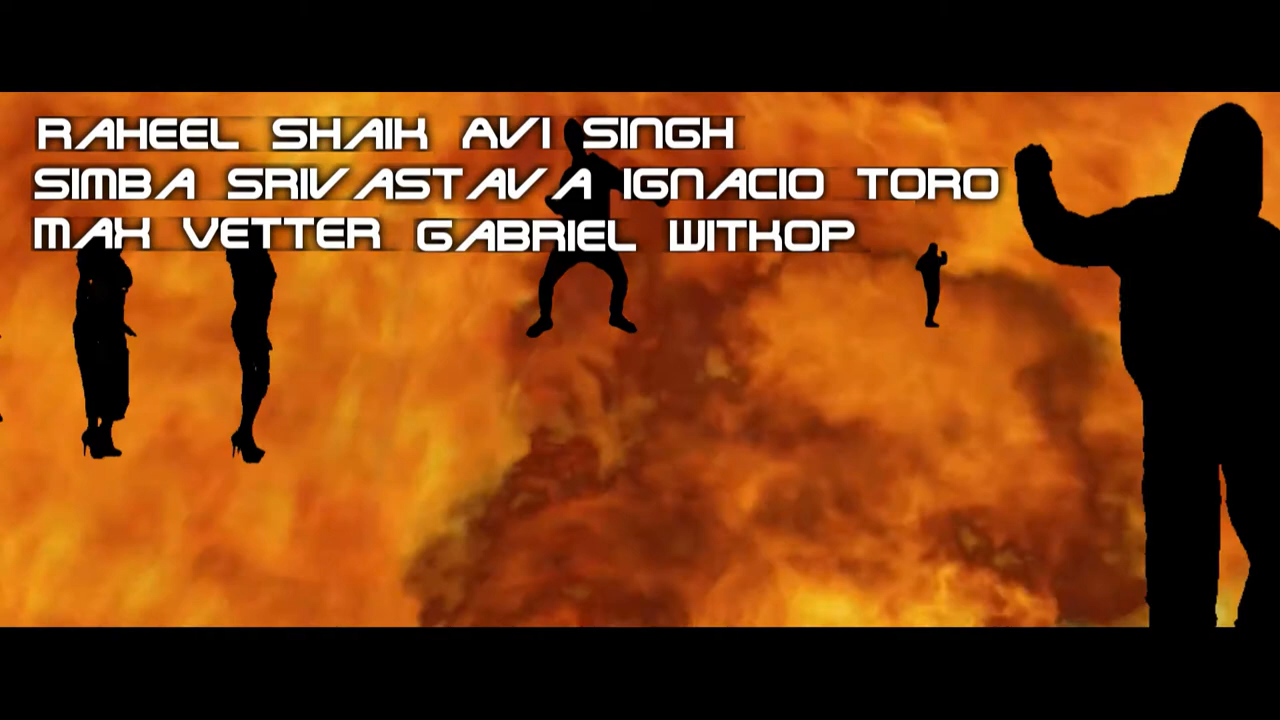 RAHEEL SHAIK AVI SINGH
SIMBA SRIVASTAVA IGNACIO TORO
MAX VETTER GABRIEL WITKOP